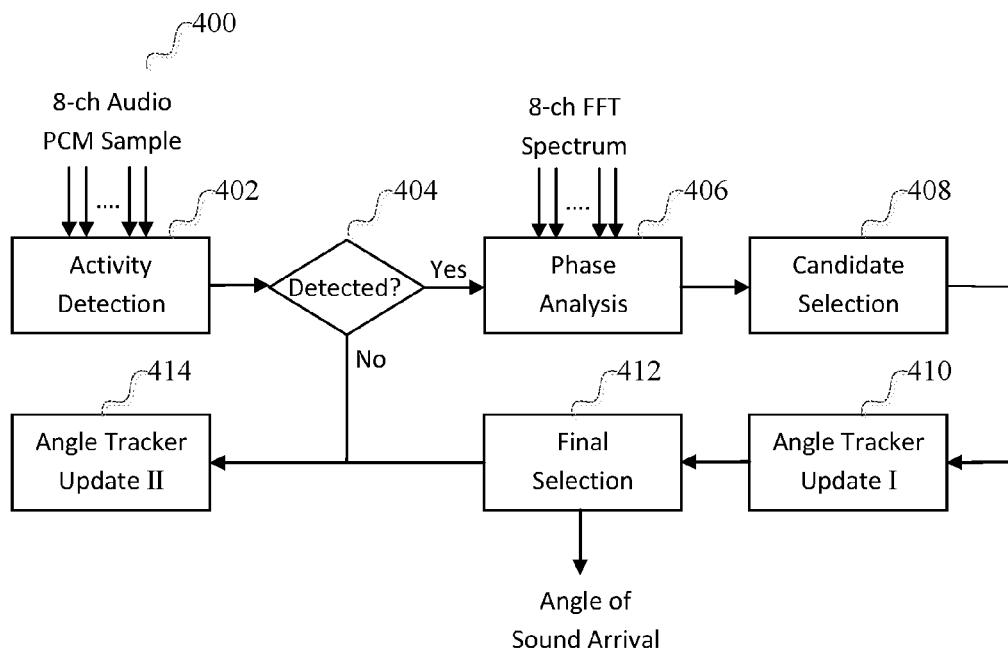 400
8-ch Audio
PCM Sample
....
402
Activity
Detection
404
Detected?
Yes
No
8-ch FFT
Spectrum
....
406
Phase
Analysis
408
Candidate
Selection
410
Angle Tracker
Update I
412
Final
Selection
414
Angle Tracker
Update II
Angle of
Sound Arrival